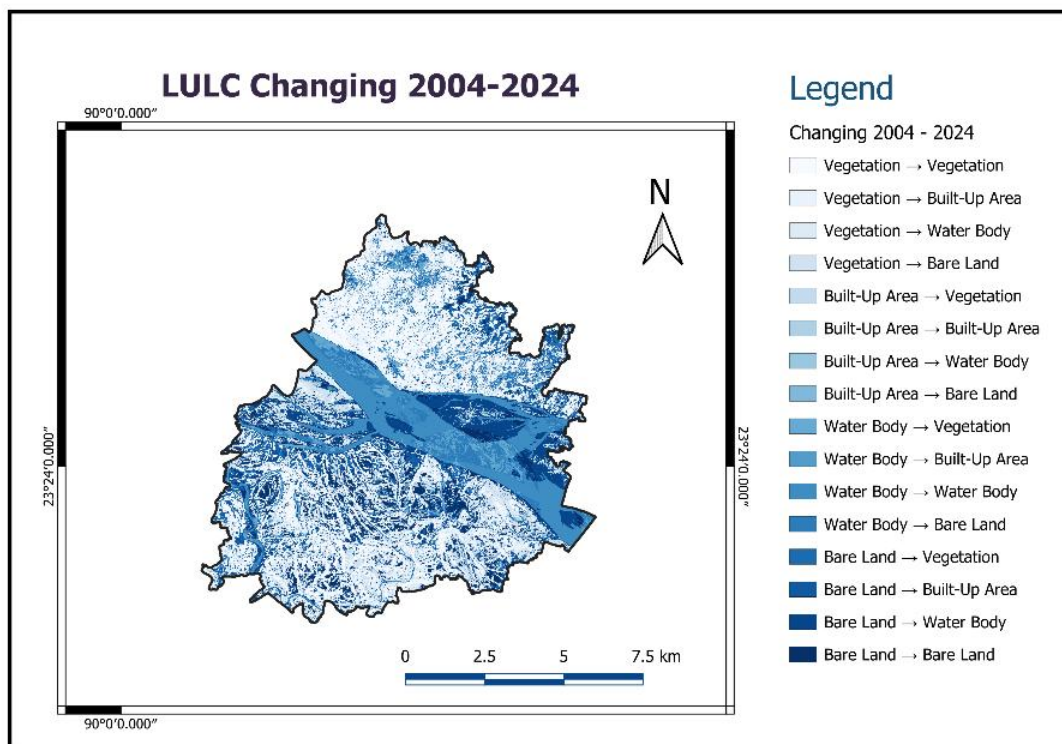 LULC Changing 2004-2024
90°0'0.000"
N
23°24'0.000"
23°24'0.000"
0 2.5 5 7.5 km
90°0'0.000"
Legend
Changing 2004 - 2024
Vegetation → Vegetation
Vegetation → Built-Up Area
Vegetation → Water Body
Vegetation → Bare Land
Built-Up Area → Vegetation
Built-Up Area → Built-Up Area
Built-Up Area → Water Body
Built-Up Area → Bare Land
Water Body → Vegetation
Water Body → Built-Up Area
Water Body → Water Body
Water Body → Bare Land
Bare Land → Vegetation
Bare Land → Built-Up Area
Bare Land → Water Body
Bare Land → Bare Land